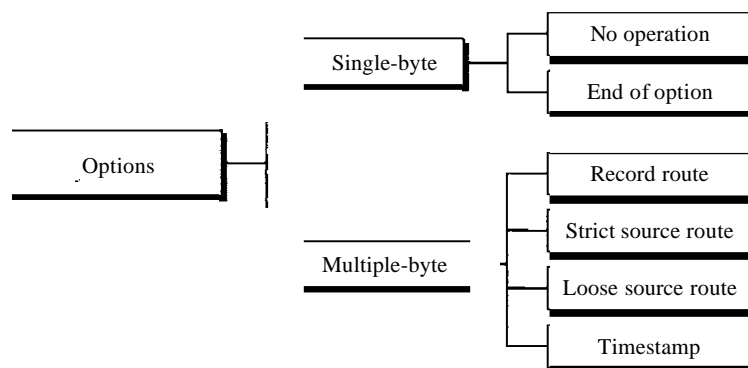 Options
Single-byte
No operation
End of option
Multiple-byte
Record route
Strict source route
Loose source route
Timestamp